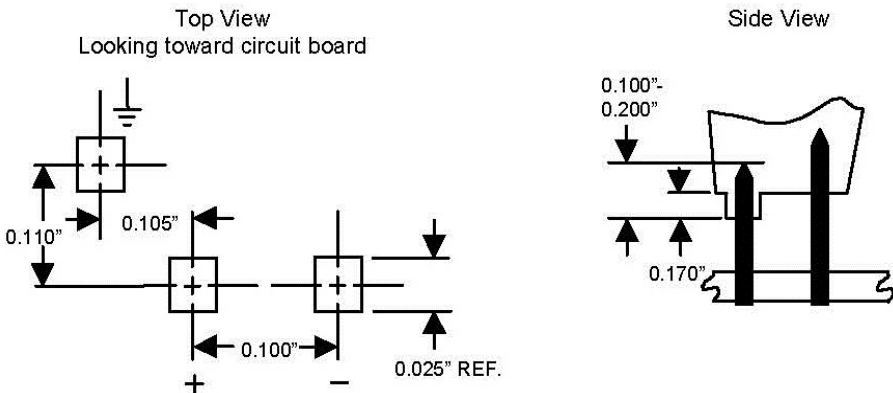 Top View
Looking toward circuit board
Side View
0.100”-
0.200”
0.105”
0.110”
0.170”
0.100”
0.025” REF.
+ −